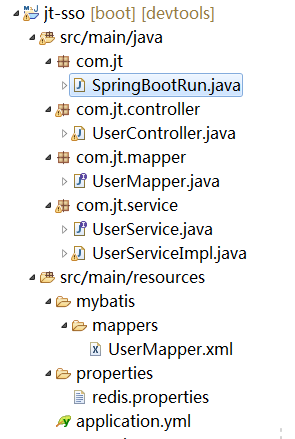 jt-sso [boot] [devtools]
src/main/java
com.jt
SpringBootRun.java
com.jt.controller
UserController.java
com.jt.mapper
UserMapper.java
com.jt.service
UserService.java
UserServiceImpl.java
src/main/resources
mybatis
mappers
UserMapper.xml
properties
redis.properties
application.yml